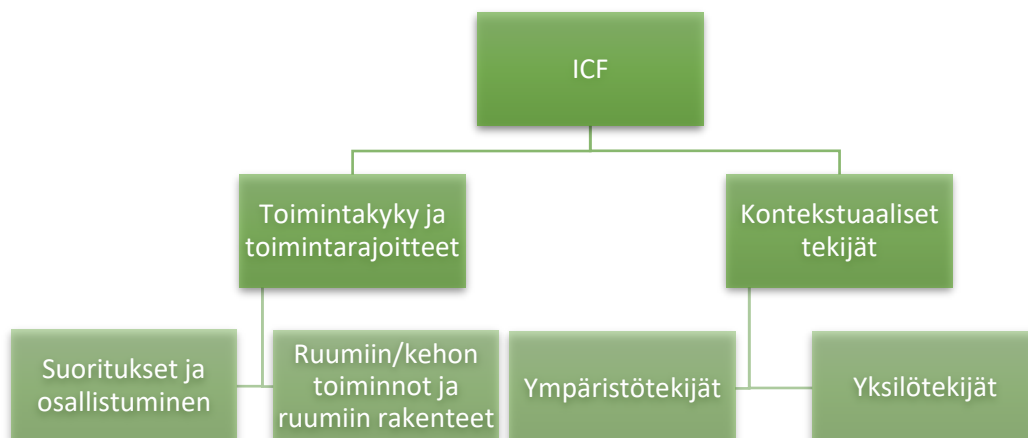 ICF
Toimintakyky ja
toimintarajoitteet
Kontekstuaaliset
tekijät
Suoritukset ja
osallistuminen
Ruumiin/kehon
toiminnot ja
ruumiin rakenteet
Ympäristötekijät
Yksilötekijät